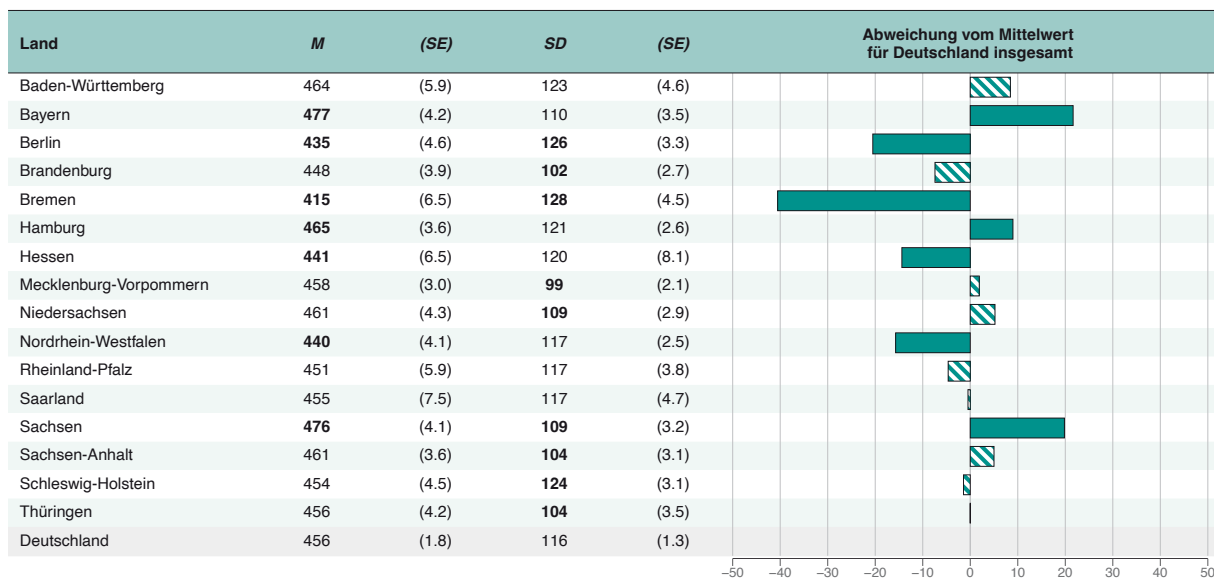 Land M (SE) SD (SE) Abweichung vom Mittelwert
für Deutschland insgesamt
Baden-Württemberg 464 (5.9) 123 (4.6)
Bayern 477 (4.2) 110 (3.5)
Berlin 435 (4.6) 126 (3.3)
Brandenburg 448 (3.9) 102 (2.7)
Bremen 415 (6.5) 128 (4.5)
Hamburg 465 (3.6) 121 (2.6)
Hessen 441 (6.5) 120 (8.1)
Mecklenburg-Vorpommern 458 (3.0) 99 (2.1)
Niedersachsen 461 (4.3) 109 (2.9)
Nordrhein-Westfalen 440 (4.1) 117 (2.5)
Rheinland-Pfalz 451 (5.9) 117 (3.8)
Saarland 455 (7.5) 117 (4.7)
Sachsen 476 (4.1) 109 (3.2)
Sachsen-Anhalt 461 (3.6) 104 (3.1)
Schleswig-Holstein 454 (4.5) 124 (3.1)
Thüringen 456 (4.2) 104 (3.5)
Deutschland 456 (1.8) 116 (1.3)
−50 −40 −30 −20 −10 0 10 20 30 40 50